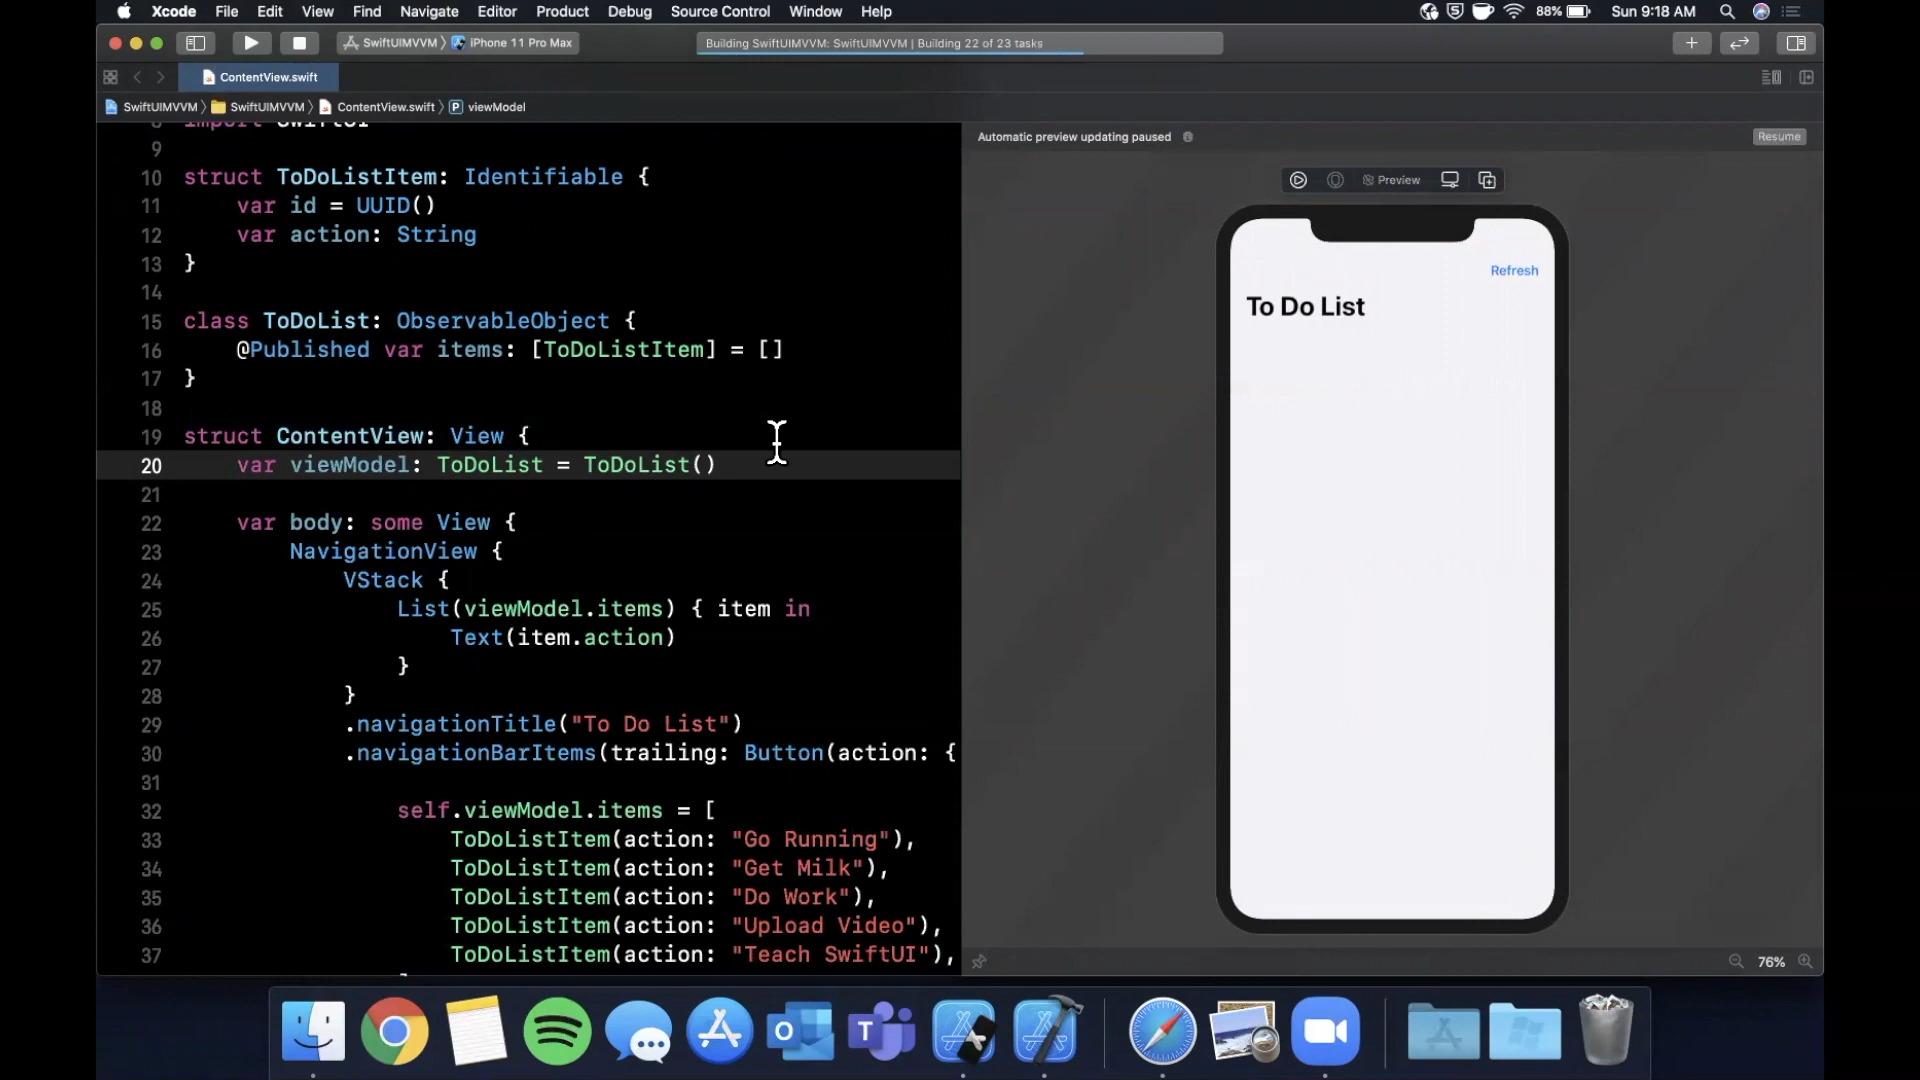 Xcode File Edit View Find Navigate Editor Product Debug Source Control Window Help 88% Sun 9:18 AM
SwiftUIMVVM iPhone 11 Pro Max Building SwiftUIMVVM: SwiftUIMVVM | Building 22 of 23 tasks
ContentView.swift
SwiftUIMVVM SwiftUIMVVM ContentView.swift P viewModel
8 import SwiftUI
9
10 struct ToDoListItem: Identifiable {
11 var id = UUID()
12 var action: String
13 }
14
15 class ToDoList: ObservableObject {
16 @Published var items: [ToDoListItem] = []
17 }
18
19 struct ContentView: View {
20 var viewModel: ToDoList = ToDoList()
21
22 var body: some View {
23 NavigationView {
24 VStack {
25 List(viewModel.items) { item in
26 Text(item.action)
27 }
28 }
29 .navigationTitle("To Do List")
30 .navigationBarItems(trailing: Button(action: {
31
32 self.viewModel.items = [
33 ToDoListItem(action: "Go Running"),
34 ToDoListItem(action: "Get Milk"),
35 ToDoListItem(action: "Do Work"),
36 ToDoListItem(action: "Upload Video"),
37 ToDoListItem(action: "Teach SwiftUI"),
Automatic preview updating paused Resume
Preview
Refresh
To Do List
76%